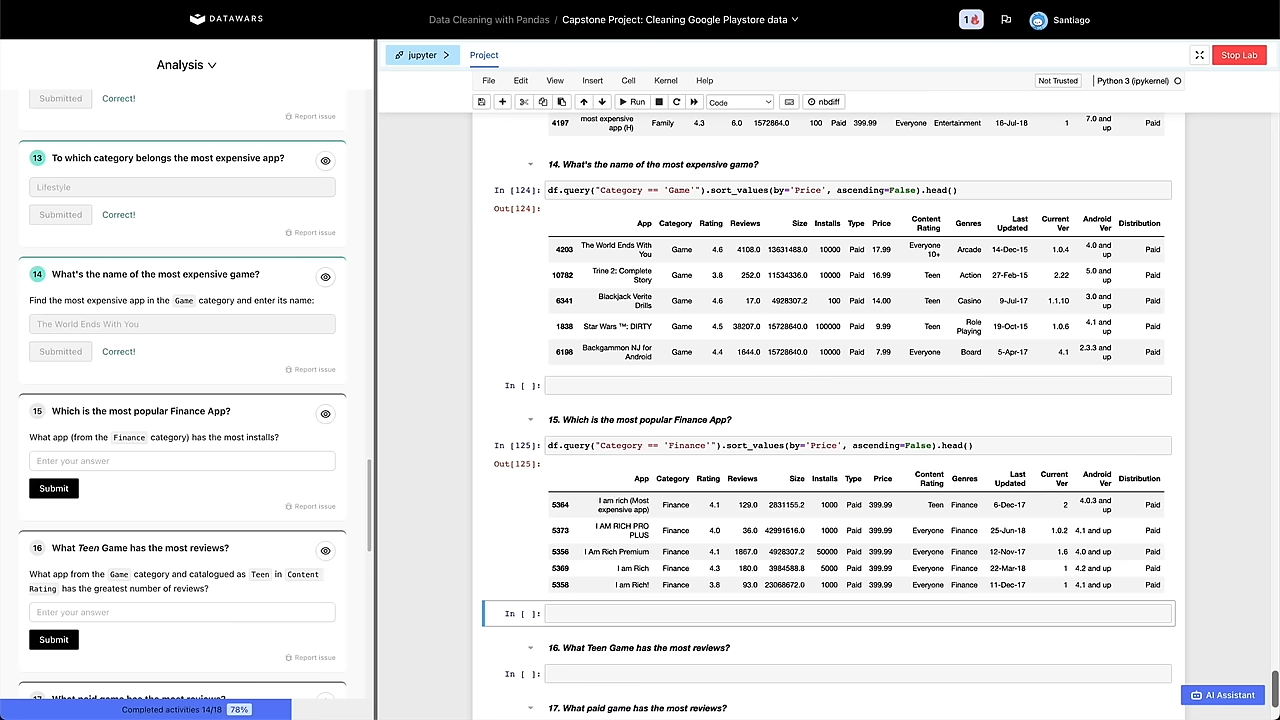 DATAWARS
Data Cleaning with Pandas / Capstone Project: Cleaning Google Playstore data
1
Santiago
Analysis
Submitted Correct!
Report issue
13 To which category belongs the most expensive app?
Lifestyle
Submitted Correct!
Report issue
14 What's the name of the most expensive game?
Find the most expensive app in the Game category and enter its name:
The World Ends With You
Submitted Correct!
Report issue
15 Which is the most popular Finance App?
What app (from the Finance category) has the most installs?
Enter your answer
Submit
Report issue
16 What Teen Game has the most reviews?
What app from the Game category and catalogued as Teen in Content
Rating has the greatest number of reviews?
Enter your answer
Submit
Report issue
17 What paid game has the most reviews?
Completed activities 14/18 78%
jupyter Project Stop Lab
File Edit View Insert Cell Kernel Help Not Trusted Python 3 (ipykernel)
Run Code nbdiff
4197 most expensive app (H) Family 4.3 6.0 1572864.0 100 Paid 399.99 Everyone Entertainment 16-Jul-18 1 7.0 and up Paid
14. What's the name of the most expensive game?
In [124]: df.query("Category == 'Game'").sort_values(by='Price', ascending=False).head()
Out[124]:
App Category Rating Reviews Size Installs Type Price Content Rating Genres Last Updated Current Ver Android Ver Distribution
4203 The World Ends With You Game 4.6 4108.0 13631488.0 10000 Paid 17.99 Everyone 10+ Arcade 14-Dec-15 1.0.4 4.0 and up Paid
10782 Trine 2: Complete Story Game 3.8 252.0 11534336.0 10000 Paid 16.99 Teen Action 27-Feb-15 2.22 5.0 and up Paid
6341 Blackjack Verite Drills Game 4.6 17.0 4928307.2 100 Paid 14.00 Teen Casino 9-Jul-17 1.1.10 3.0 and up Paid
1838 Star Wars ™: DIRTY Game 4.5 38207.0 15728640.0 100000 Paid 9.99 Teen Role Playing 19-Oct-15 1.0.6 4.1 and up Paid
6198 Backgammon NJ for Android Game 4.4 1644.0 15728640.0 10000 Paid 7.99 Everyone Board 5-Apr-17 4.1 2.3.3 and up Paid
In [ ]:
15. Which is the most popular Finance App?
In [125]: df.query("Category == 'Finance'").sort_values(by='Price', ascending=False).head()
Out[125]:
App Category Rating Reviews Size Installs Type Price Content Rating Genres Last Updated Current Ver Android Ver Distribution
5364 I am rich (Most expensive app) Finance 4.1 129.0 2831155.2 1000 Paid 399.99 Teen Finance 6-Dec-17 2 4.0.3 and up Paid
5373 I AM RICH PRO PLUS Finance 4.0 36.0 42991616.0 1000 Paid 399.99 Everyone Finance 25-Jun-18 1.0.2 4.1 and up Paid
5356 I Am Rich Premium Finance 4.1 1867.0 4928307.2 50000 Paid 399.99 Everyone Finance 12-Nov-17 1.6 4.0 and up Paid
5369 I am Rich Finance 4.3 180.0 3984588.8 5000 Paid 399.99 Everyone Finance 22-Mar-18 1 4.2 and up Paid
5358 I am Rich! Finance 3.8 93.0 23068672.0 1000 Paid 399.99 Everyone Finance 11-Dec-17 1 4.1 and up Paid
In [ ]:
16. What Teen Game has the most reviews?
In [ ]:
17. What paid game has the most reviews?
AI Assistant